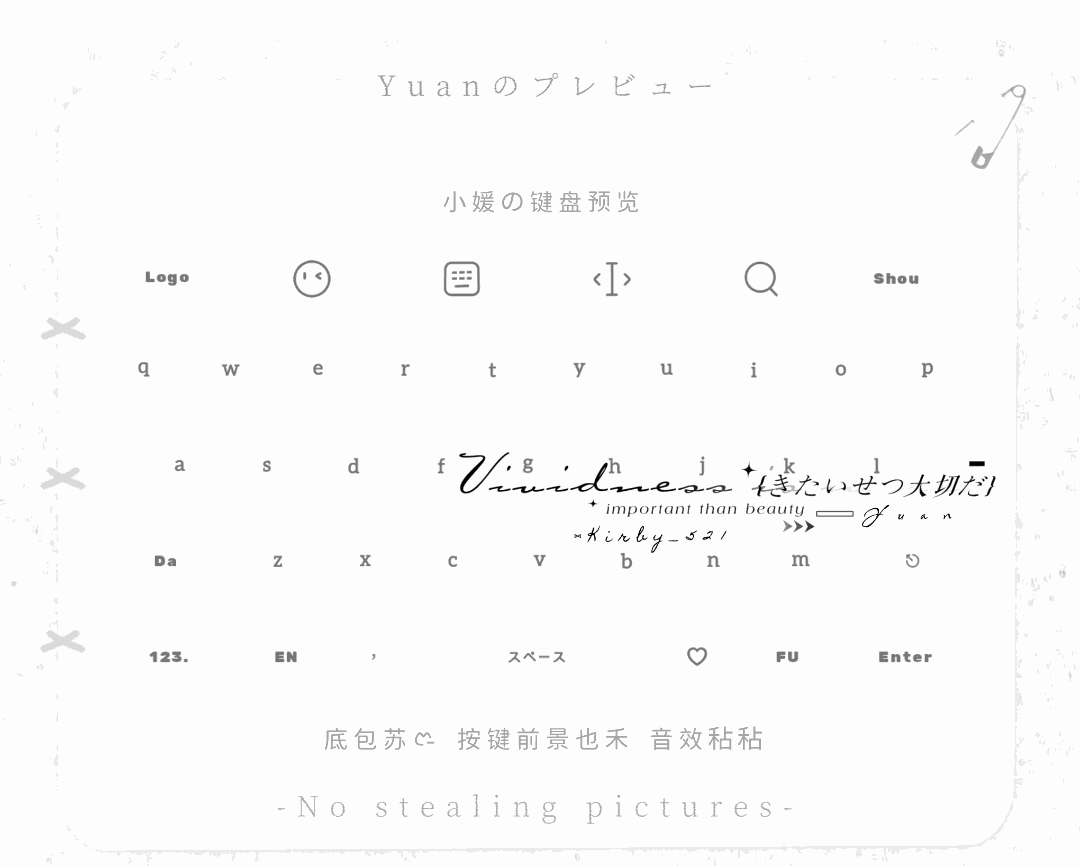 Yuanのプレビュー
小媛の键盘预览
Logo Shou
q w e r t y u i o p
a s d f g h j k l
Vividness {きたいせつ大切だ}
important than beauty Yuan
Kirby_521
Da z x c v b n m
123. EN , スペース FU Enter
底包苏 按键前景也禾 音效秥秥
-No stealing pictures-